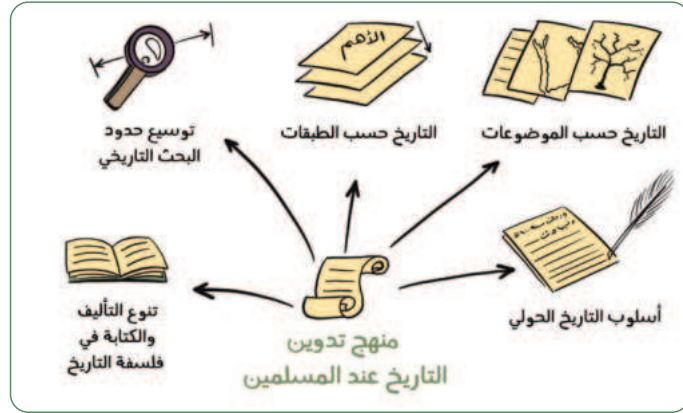 الأهم
التاريخ حسب الموضوعات
التاريخ حسب الطبقات
توسيع حدود
البحث التاريخي
أسلوب التاريخ الحولي
تنوع التأليف
والكتابة في
فلسفة التاريخ
منهج تدوين
التاريخ عند المسلمين